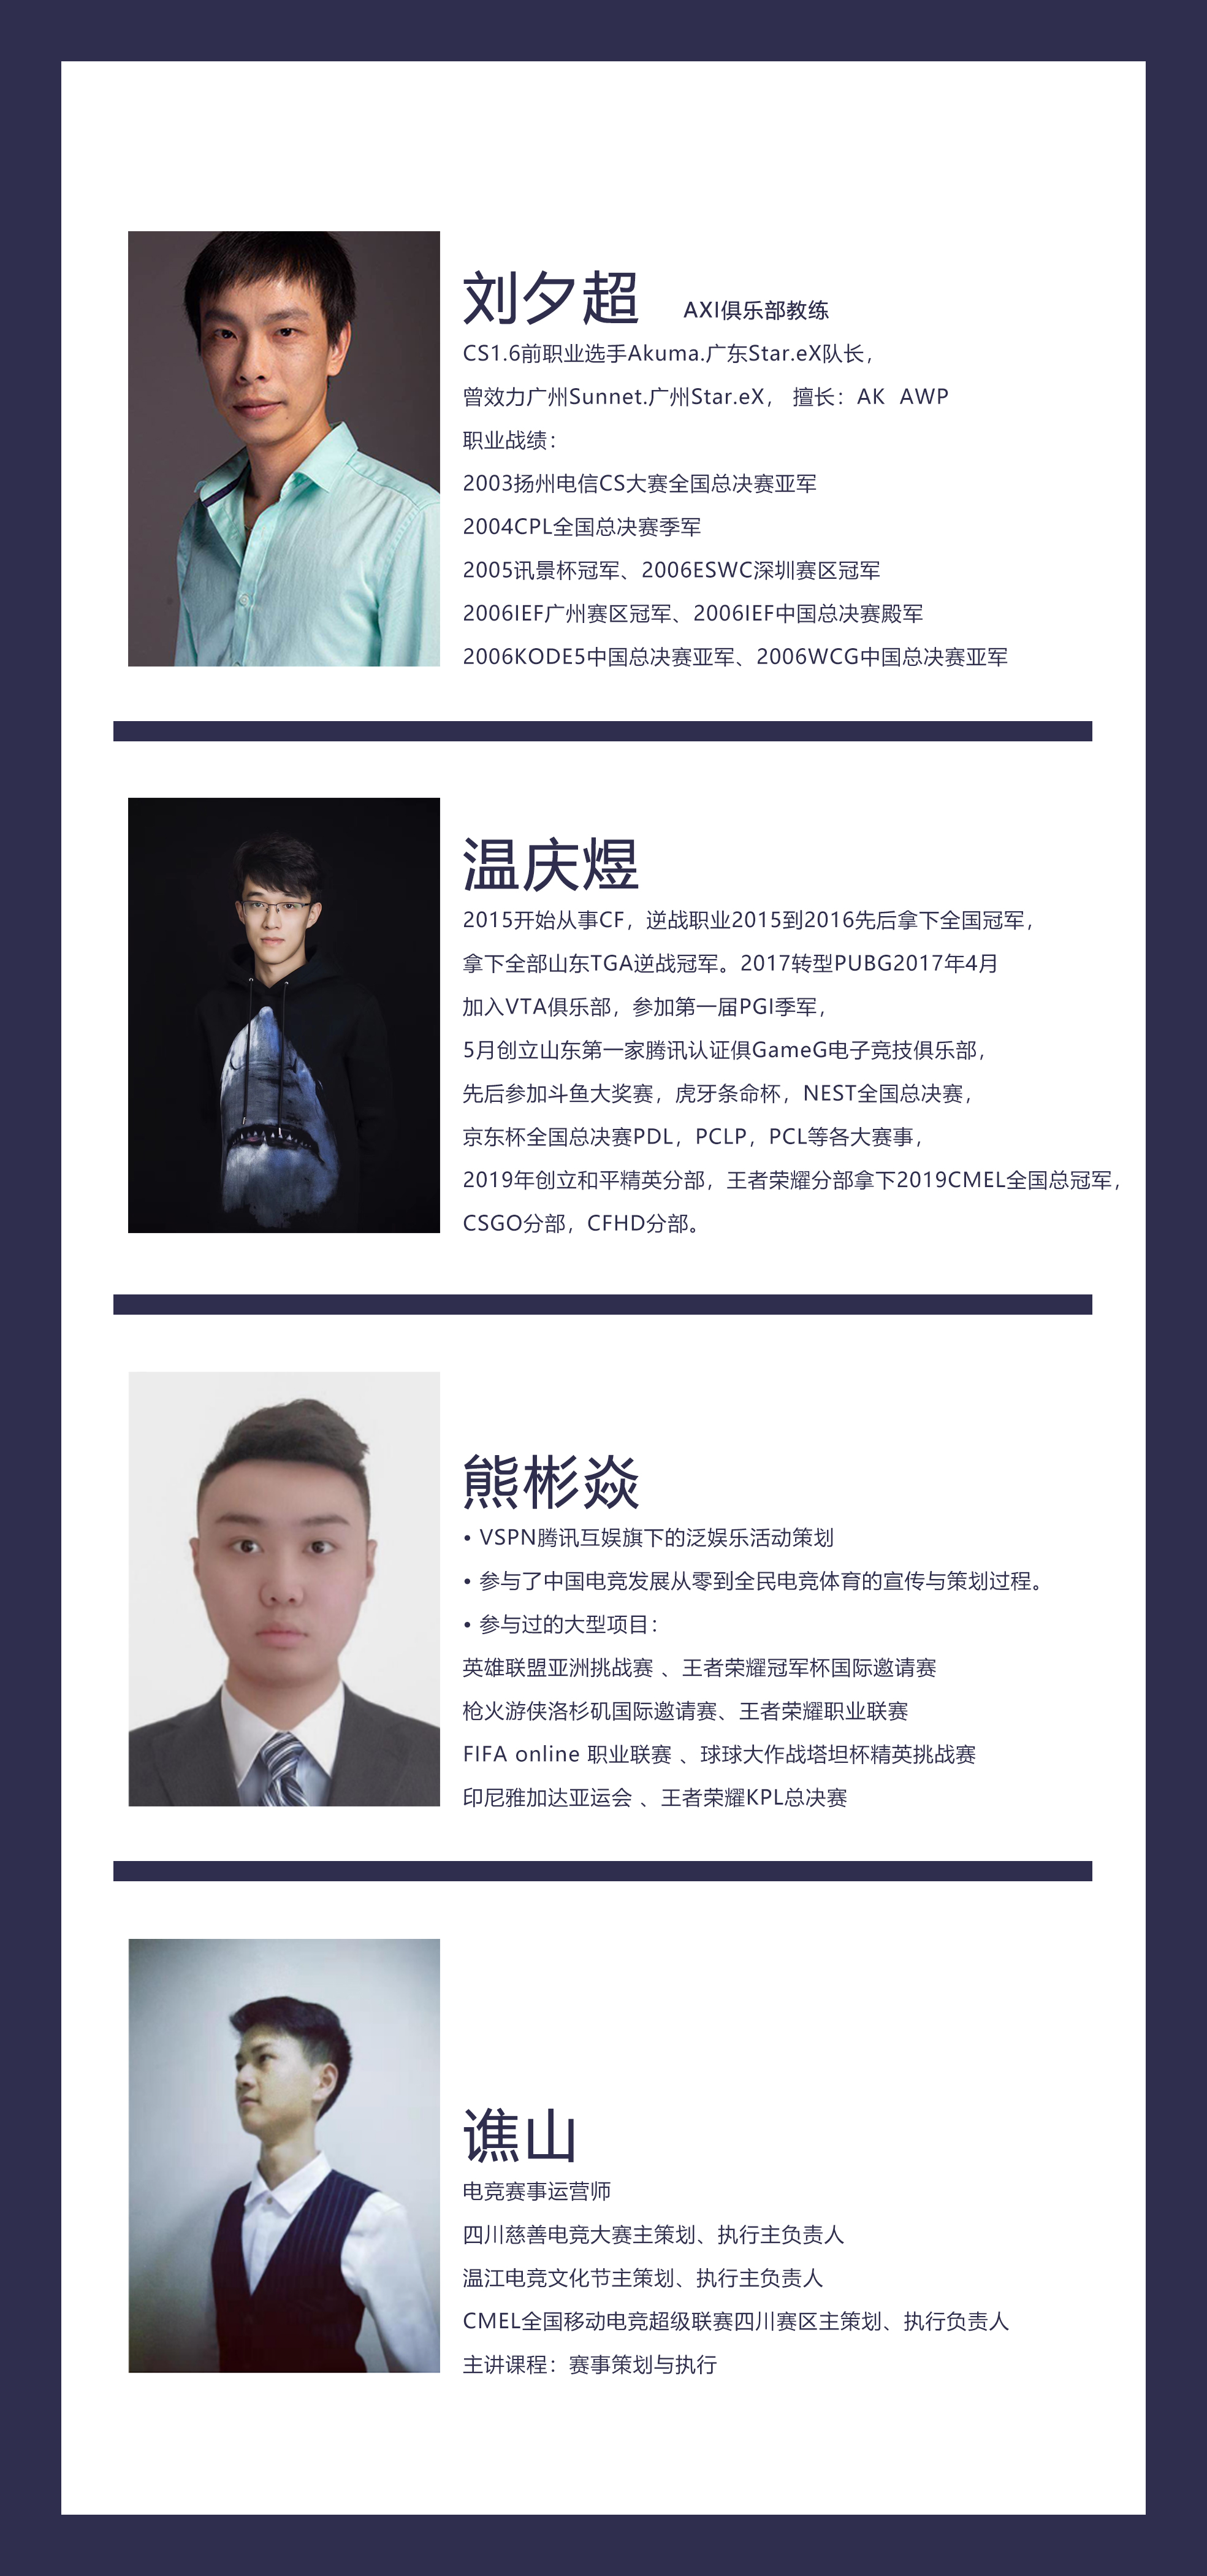 刘夕超 AXI俱乐部教练
CS1.6前职业选手Akuma.广东Star.eX队长，
曾效力广州Sunnet.广州Star.eX， 擅长：AK AWP
职业战绩：
2003扬州电信CS大赛全国总决赛亚军
2004CPL全国总决赛季军
2005讯景杯冠军、2006ESWC深圳赛区冠军
2006IEF广州赛区冠军、2006IEF中国总决赛殿军
2006KODE5中国总决赛亚军、2006WCG中国总决赛亚军
温庆煜
2015开始从事CF，逆战职业2015到2016先后拿下全国冠军，
拿下全部山东TGA逆战冠军。2017转型PUBG2017年4月
加入VTA俱乐部，参加第一届PGI季军，
5月创立山东第一家腾讯认证俱GameG电子竞技俱乐部，
先后参加斗鱼大奖赛，虎牙条命杯，NEST全国总决赛，
京东杯全国总决赛PDL，PCLP，PCL等各大赛事，
2019年创立和平精英分部，王者荣耀分部拿下2019CMEL全国总冠军，
CSGO分部，CFHD分部。
熊彬焱
• VSPN腾讯互娱旗下的泛娱乐活动策划
• 参与了中国电竞发展从零到全民电竞体育的宣传与策划过程。
• 参与过的大型项目：
英雄联盟亚洲挑战赛 、王者荣耀冠军杯国际邀请赛
枪火游侠洛杉矶国际邀请赛、王者荣耀职业联赛
FIFA online 职业联赛 、球球大作战塔坦杯精英挑战赛
印尼雅加达亚运会 、王者荣耀KPL总决赛
谯山
电竞赛事运营师
四川慈善电竞大赛主策划、执行主负责人
温江电竞文化节主策划、执行主负责人
CMEL全国移动电竞超级联赛四川赛区主策划、执行负责人
主讲课程：赛事策划与执行